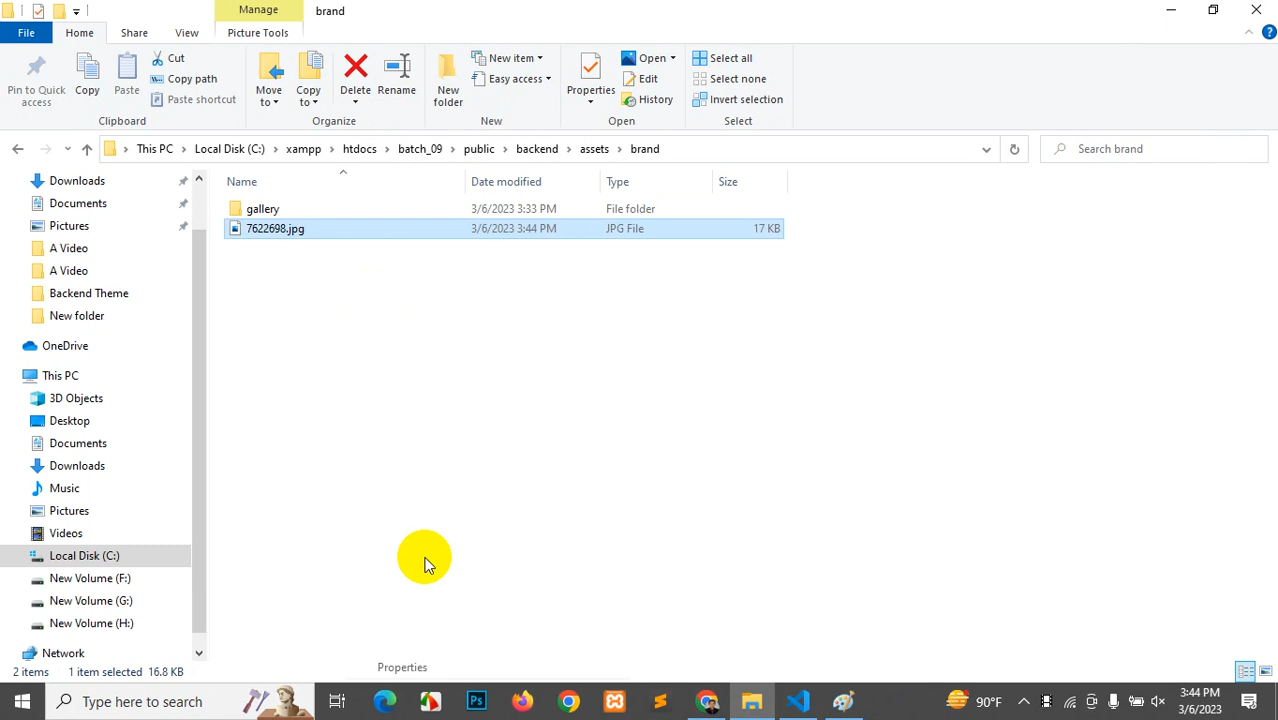 Manage
brand
File
Home
Share
View
Picture Tools
Pin to Quick access
Copy
Paste
Cut
Copy path
Paste shortcut
Clipboard
Move to
Copy to
Delete
Rename
Organize
New folder
New item
Easy access
New
Properties
Open
Edit
History
Open
Select all
Select none
Invert selection
Select
This PC > Local Disk (C:) > xampp > htdocs > batch_09 > public > backend > assets > brand
Search brand
Name Date modified Type Size
gallery 3/6/2023 3:33 PM File folder
7622698.jpg 3/6/2023 3:44 PM JPG File 17 KB
Downloads
Documents
Pictures
A Video
A Video
Backend Theme
New folder
OneDrive
This PC
3D Objects
Desktop
Documents
Downloads
Music
Pictures
Videos
Local Disk (C:)
New Volume (F:)
New Volume (G:)
New Volume (H:)
Network
Properties
2 items 1 item selected 16.8 KB
Type here to search
Ps
90°F
3:44 PM
3/6/2023